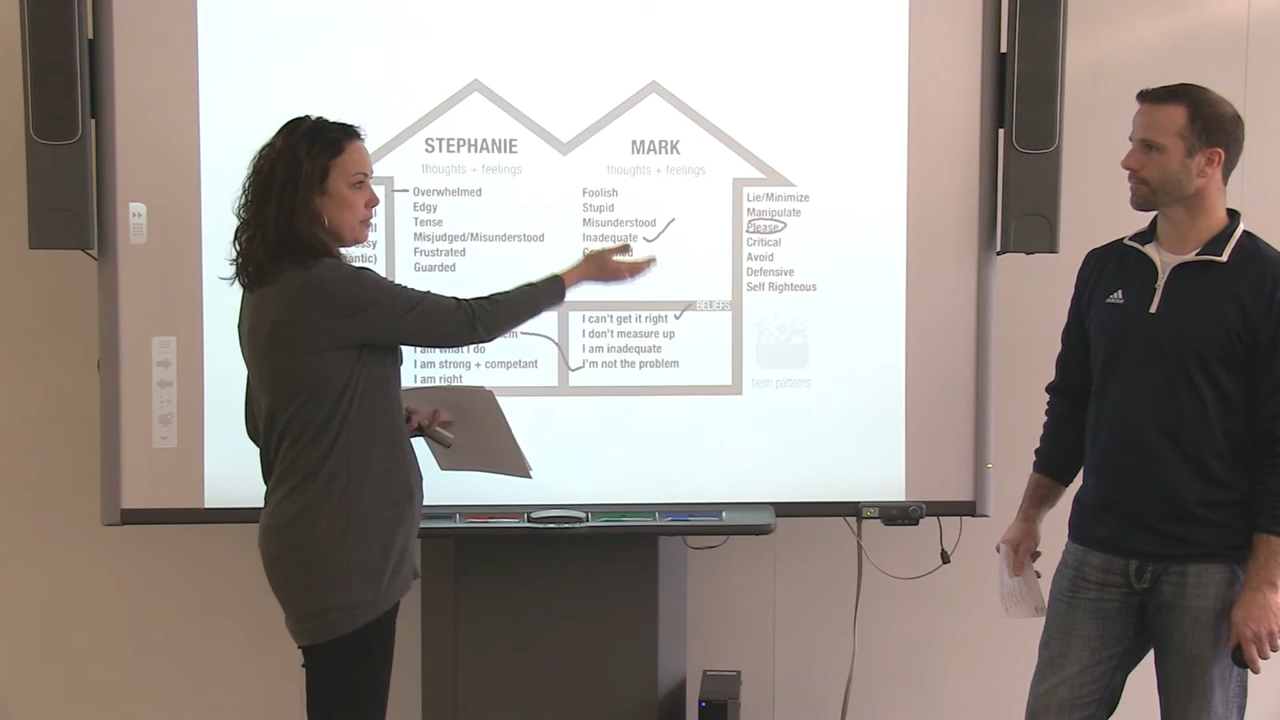 STEPHANIE
thoughts + feelings
Overwhelmed
Edgy
Tense
Misjudged/Misunderstood
Frustrated
Guarded
I am what I do
I am strong + competant
I am right
MARK
thoughts + feelings
Foolish
Stupid
Misunderstood
Inadequate
BELIEFS
I can't get it right
I don't measure up
I am inadequate
I'm not the problem
Lie/Minimize
Manipulate
Please
Critical
Avoid
Defensive
Self Righteous
flesh patterns
adidas